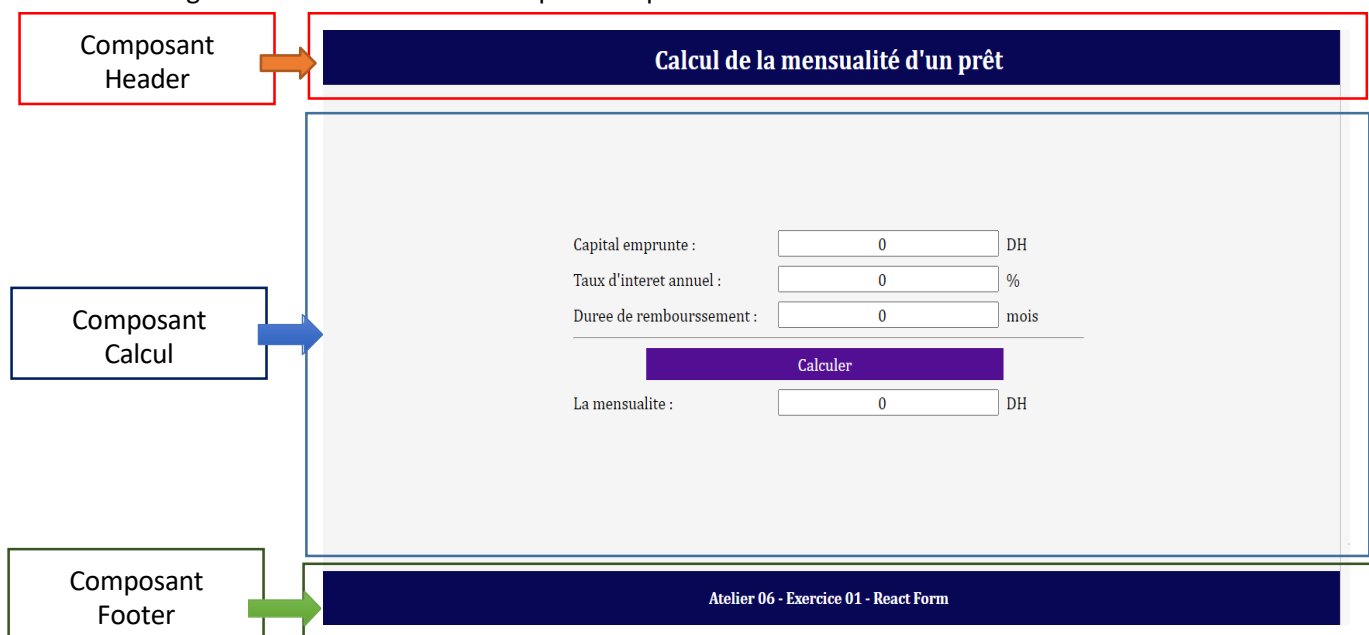 Composant
Header
Calcul de la mensualité d'un prêt
Capital emprunte : 0 DH
Taux d'interet annuel : 0 %
Duree de rembourssement : 0 mois
Composant
Calcul
Calculer
La mensualite : 0 DH
Composant
Footer
Atelier 06 - Exercice 01 - React Form